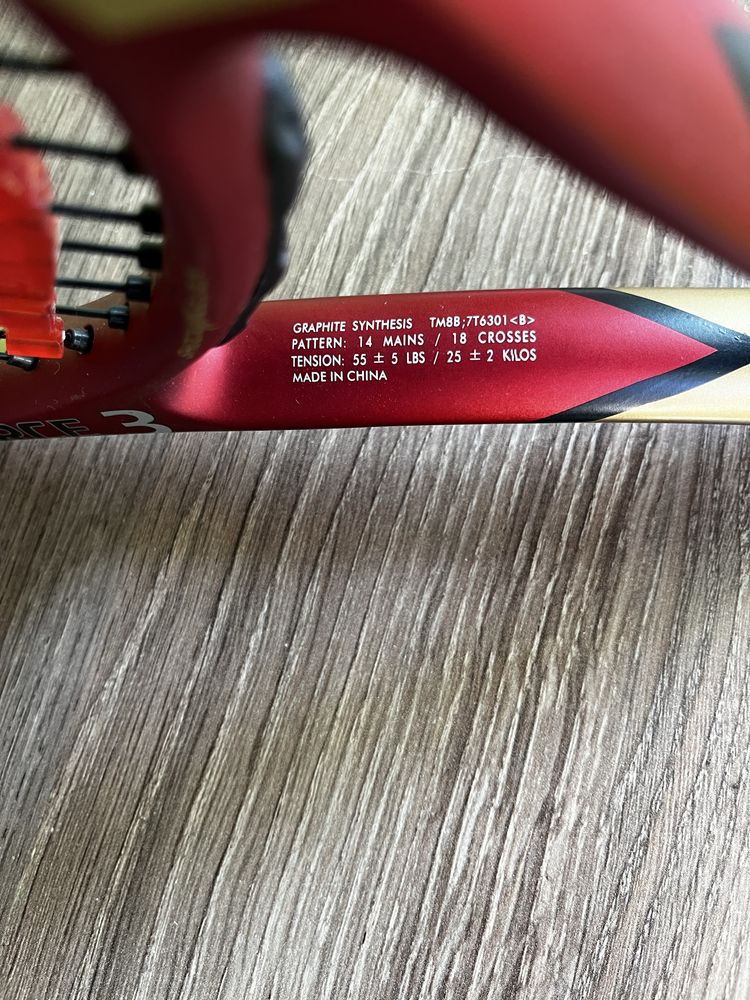 GRAPHITE SYNTHESIS TM8B;7T6301<B>
PATTERN: 14 MAINS / 18 CROSSES
TENSION: 55 ± 5 LBS / 25 ± 2 KILOS
MADE IN CHINA
3